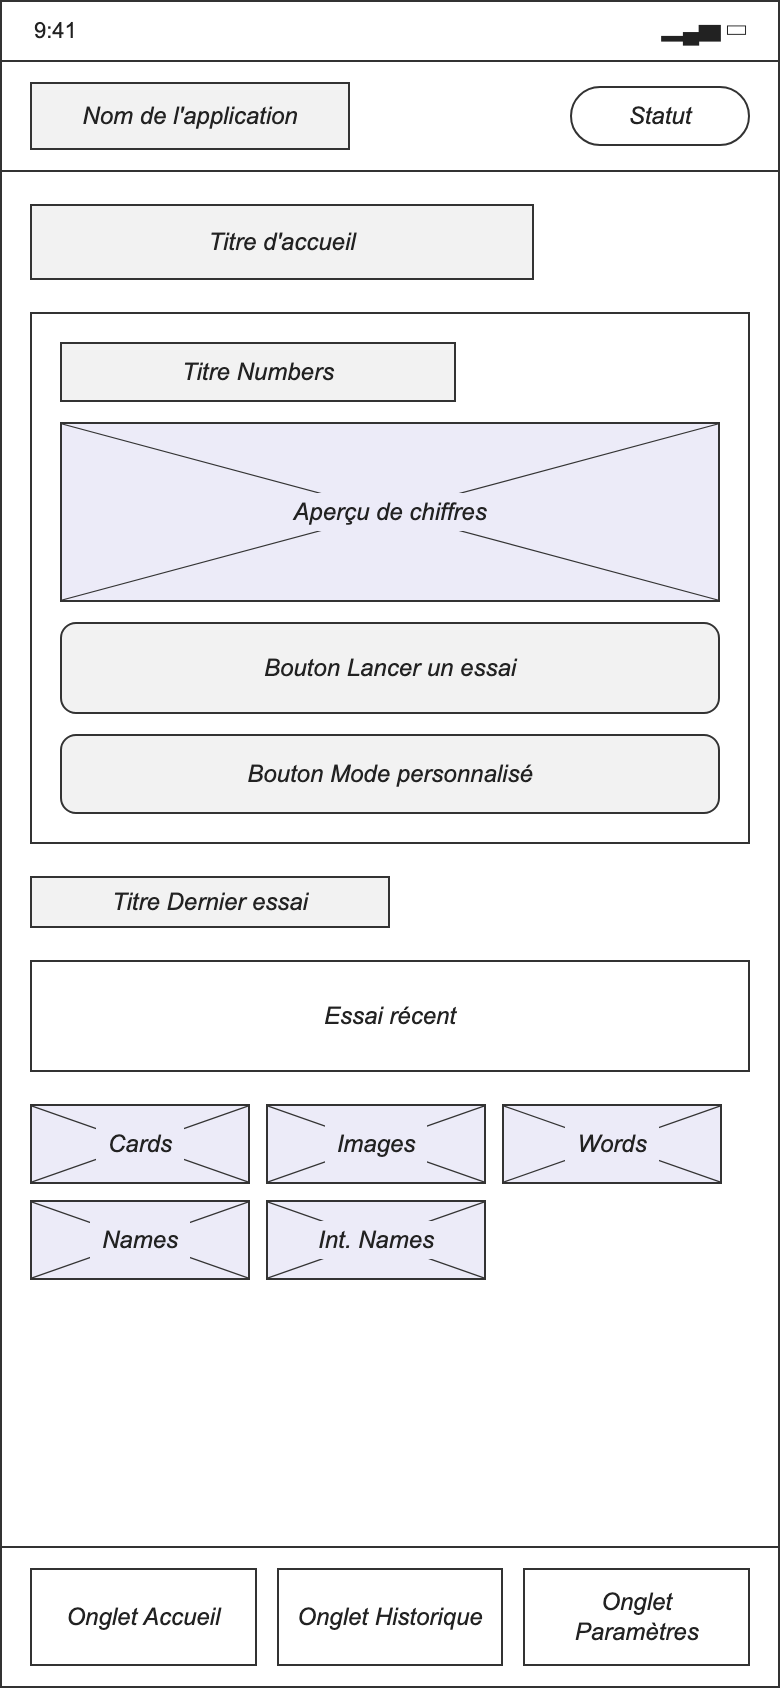 9:41
Nom de l'application
Statut
Titre d'accueil
Titre Numbers
Aperçu de chiffres
Bouton Lancer un essai
Bouton Mode personnalisé
Titre Dernier essai
Essai récent
Cards
Images
Words
Names
Int. Names
Onglet Accueil
Onglet Historique
Onglet
Paramètres